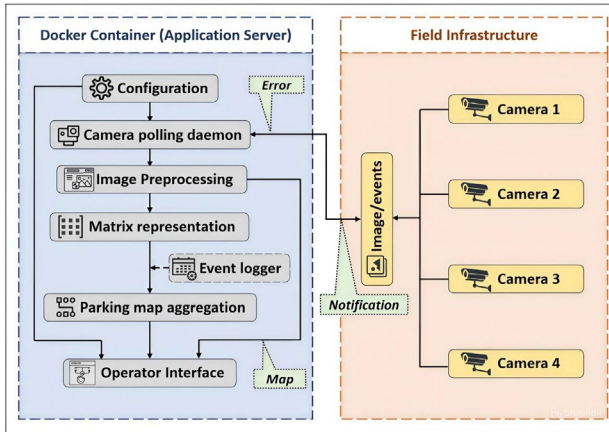 Docker Container (Application Server)
Field Infrastructure
Configuration
Error
Camera polling daemon
Image Preprocessing
Matrix representation
Event logger
Parking map aggregation
Operator Interface
Map
Notification
Image/events
Camera 1
Camera 2
Camera 3
Camera 4